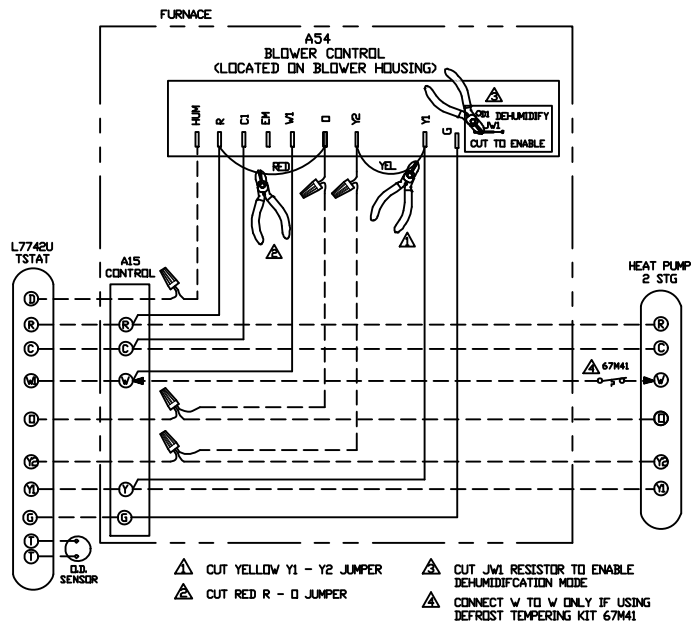 FURNACE
A54
BLOWER CONTROL
(LOCATED ON BLOWER HOUSING)
3
HUM
R
C1
EM
W1
O
Y2
Y1
G
DEHUMIDIFY
JW1
CUT TO ENABLE
RED
YEL
2
1
L7742U
TSTAT
A15
CONTROL
HEAT PUMP
2 STG
D
R
R
R
C
C
C
4 67M41
W1
W
W
O
O
Y2
Y2
Y1
Y
Y1
G
G
T
T
O.D.
SENSOR
1 CUT YELLOW Y1 - Y2 JUMPER
2 CUT RED R - O JUMPER
3 CUT JW1 RESISTOR TO ENABLE
DEHUMIDIFCATION MODE
4 CONNECT W TO W ONLY IF USING
DEFROST TEMPERING KIT 67M41